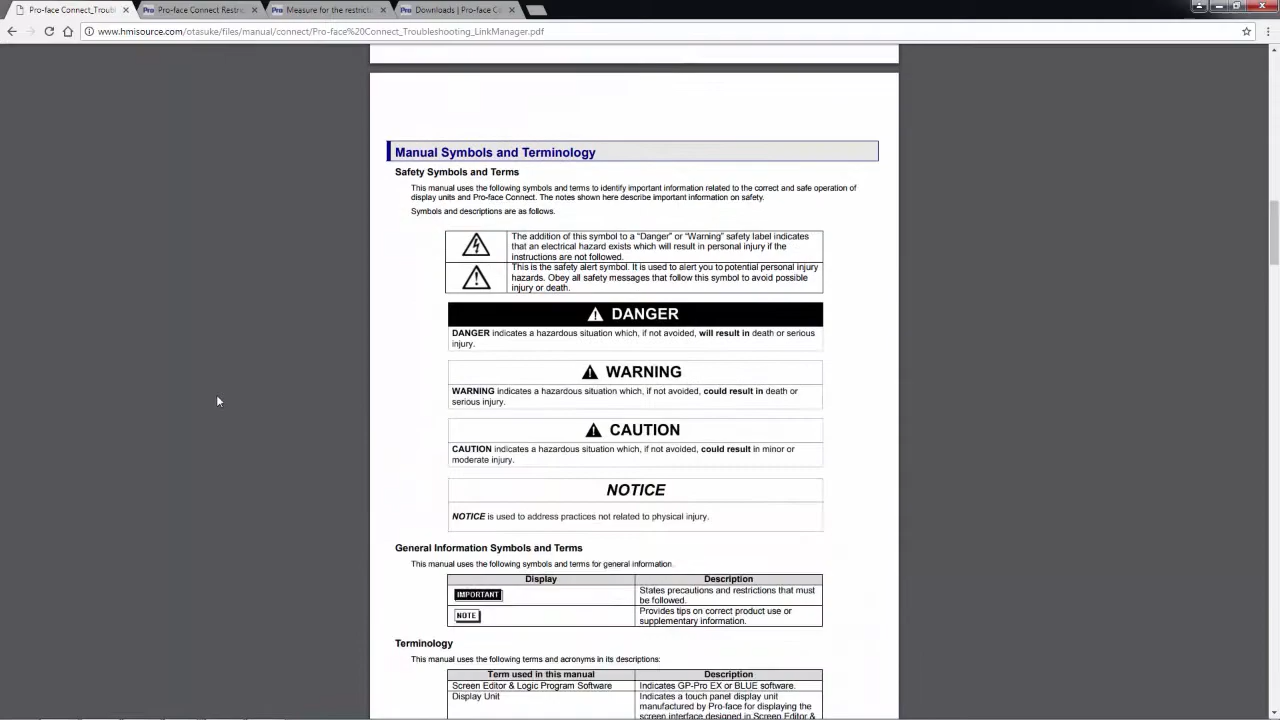 Pro-face Connect_Troubl
Pro-face Connect Restric
Measure for the restricti
Downloads | Pro-face Co
www.hmisource.com/otasuke/files/manual/connect/Pro-face%20Connect_Troubleshooting_LinkManager.pdf
Manual Symbols and Terminology
Safety Symbols and Terms
This manual uses the following symbols and terms to identify important information related to the correct and safe operation of
display units and Pro-face Connect. The notes shown here describe important information on safety.
Symbols and descriptions are as follows.
The addition of this symbol to a “Danger” or “Warning” safety label indicates
that an electrical hazard exists which will result in personal injury if the
instructions are not followed.
This is the safety alert symbol. It is used to alert you to potential personal injury
hazards. Obey all safety messages that follow this symbol to avoid possible
injury or death.
DANGER
DANGER indicates a hazardous situation which, if not avoided, will result in death or serious
injury.
WARNING
WARNING indicates a hazardous situation which, if not avoided, could result in death or
serious injury.
CAUTION
CAUTION indicates a hazardous situation which, if not avoided, could result in minor or
moderate injury.
NOTICE
NOTICE is used to address practices not related to physical injury.
General Information Symbols and Terms
This manual uses the following symbols and terms for general information.
Display Description
IMPORTANT States precautions and restrictions that must
be followed.
NOTE Provides tips on correct product use or
supplementary information.
Terminology
This manual uses the following terms and acronyms in its descriptions:
Term used in this manual Description
Screen Editor & Logic Program Software Indicates GP-Pro EX or BLUE software.
Display Unit Indicates a touch panel display unit
manufactured by Pro-face for displaying the
screen interface designed in Screen Editor &